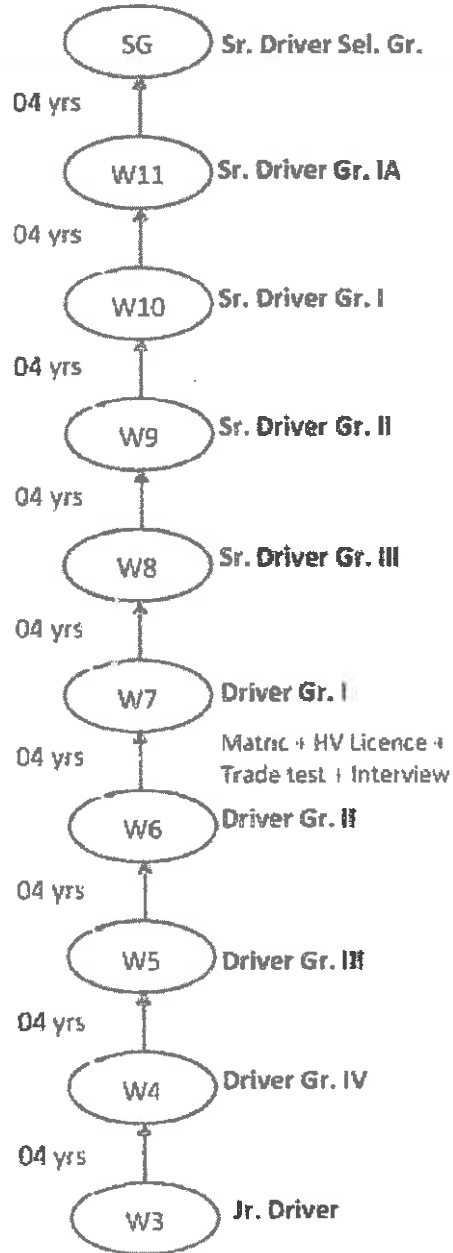 SG Sr. Driver Sel. Gr.
04 yrs
W11 Sr. Driver Gr. IA
04 yrs
W10 Sr. Driver Gr. I
04 yrs
W9 Sr. Driver Gr. II
04 yrs
W8 Sr. Driver Gr. III
04 yrs
W7 Driver Gr. I
04 yrs
Matric + HV Licence +
Trade test + Interview
W6 Driver Gr. II
04 yrs
W5 Driver Gr. III
04 yrs
W4 Driver Gr. IV
04 yrs
W3 Jr. Driver